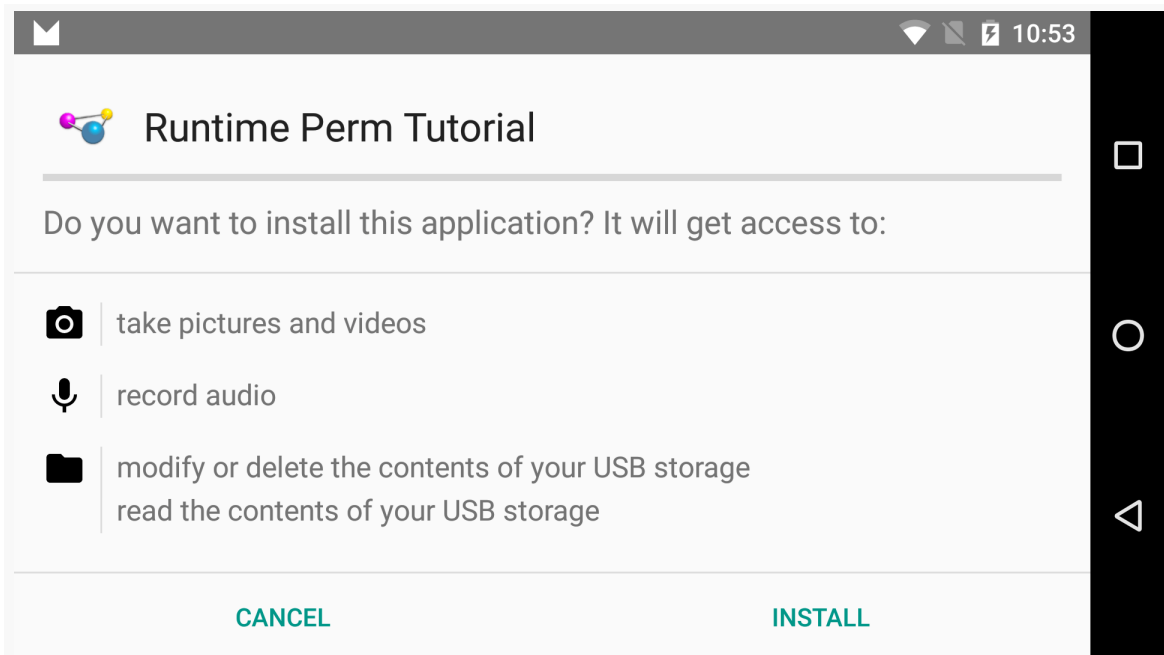 10:53
Runtime Perm Tutorial
Do you want to install this application? It will get access to:
take pictures and videos
record audio
modify or delete the contents of your USB storage
read the contents of your USB storage
CANCEL
INSTALL